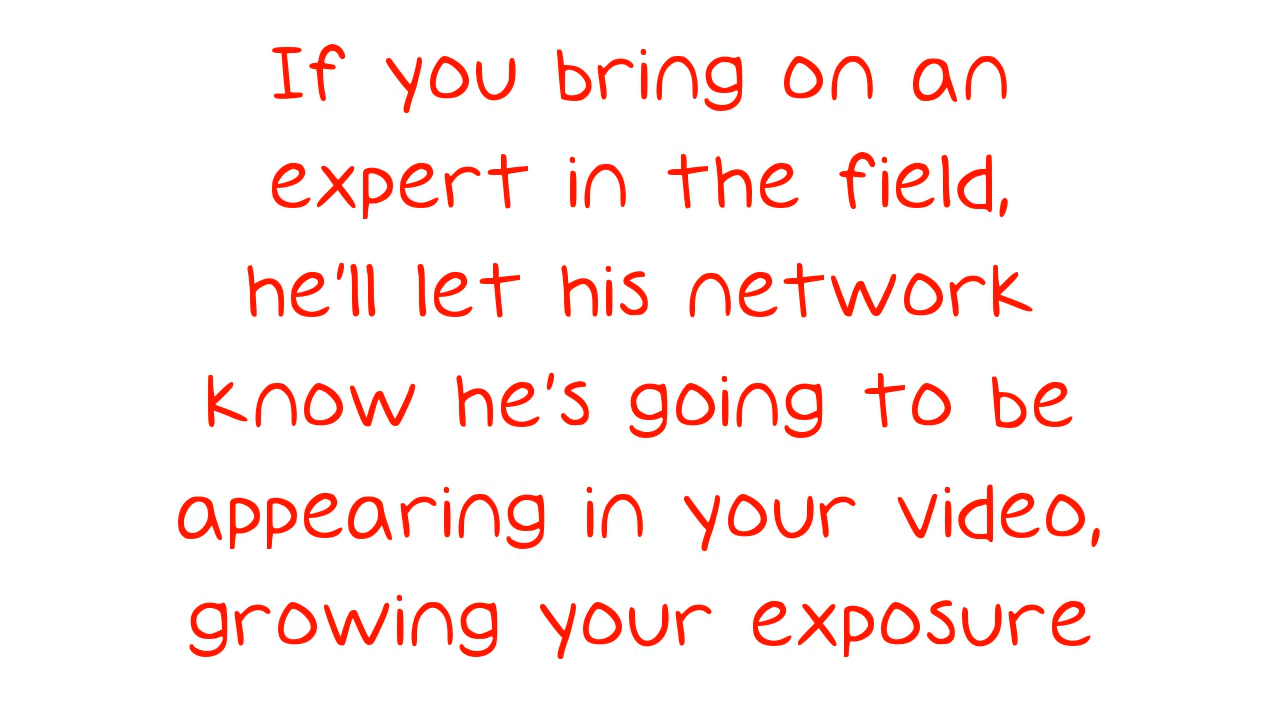 If you bring on an
expert in the field,
he'll let his network
know he's going to be
appearing in your video,
growing your exposure